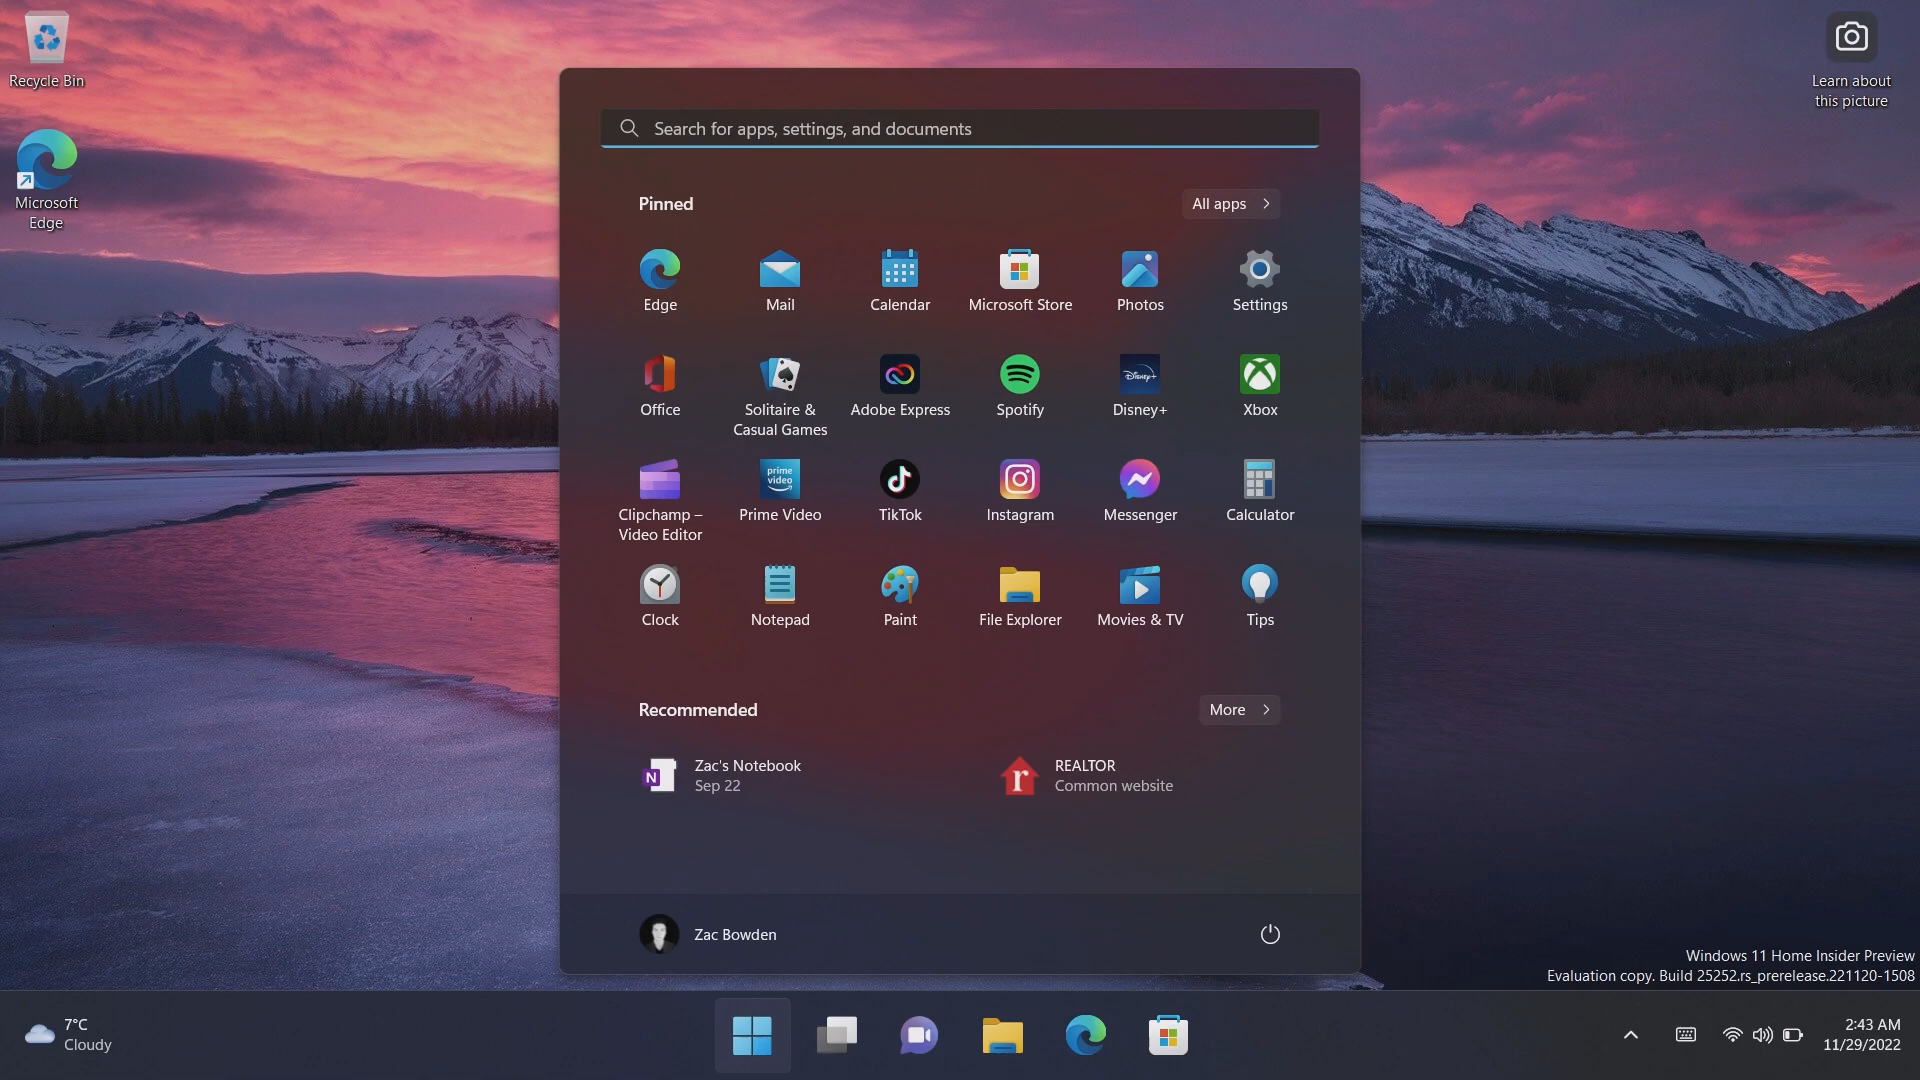 Recycle Bin
Microsoft
Edge
Learn about
this picture
Search for apps, settings, and documents
Pinned
All apps
Edge
Mail
Calendar
Microsoft Store
Photos
Settings
Disney+
Office
Solitaire &
Casual Games
Adobe Express
Spotify
Disney+
Xbox
prime
video
Clipchamp –
Video Editor
Prime Video
TikTok
Instagram
Messenger
Calculator
Clock
Notepad
Paint
File Explorer
Movies & TV
Tips
Recommended
More
N
Zac's Notebook
Sep 22
r
REALTOR
Common website
Zac Bowden
Windows 11 Home Insider Preview
Evaluation copy. Build 25252.rs_prerelease.221120-1508
7°C
Cloudy
2:43 AM
11/29/2022